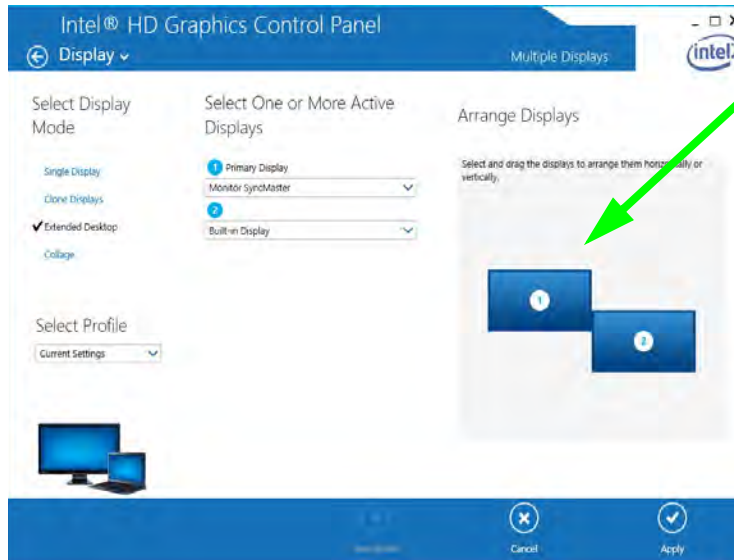 Intel® HD Graphics Control Panel
Display
Multiple Displays
intel
Select Display
Mode
Single Display
Clone Displays
Extended Desktop
Collage
Select Profile
Current Settings
Select One or More Active
Displays
1 Primary Display
Monitor SyncMaster
2
Built-in Display
Arrange Displays
Select and drag the displays to arrange them horizontally or
vertically.
1
2
Cancel
Apply